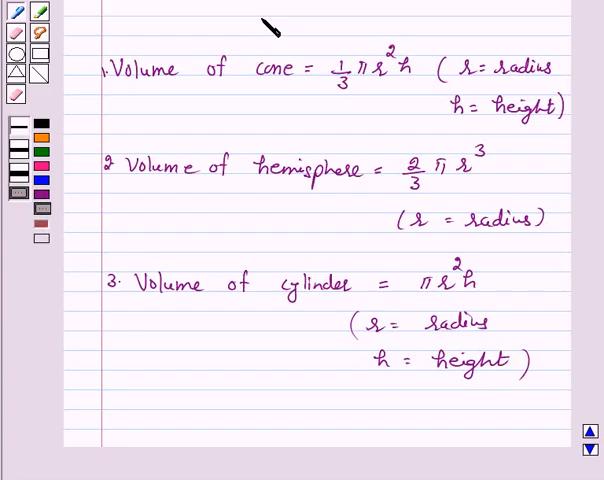 1. Volume of cone = 1/3 πr²h (r = radius
h = height)
2 Volume of hemisphere = 2/3 π r³
(r = radius)
3. Volume of cylinder = πr²h
(r = radius
h = height)